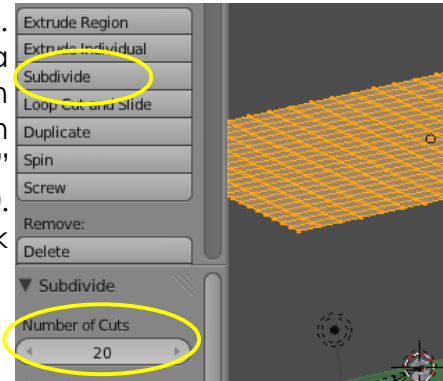 Extrude Region
Extrude Individual
Subdivide
Loop Cut and Slide
Duplicate
Spin
Screw
Remove:
Delete
Subdivide
Number of Cuts
20